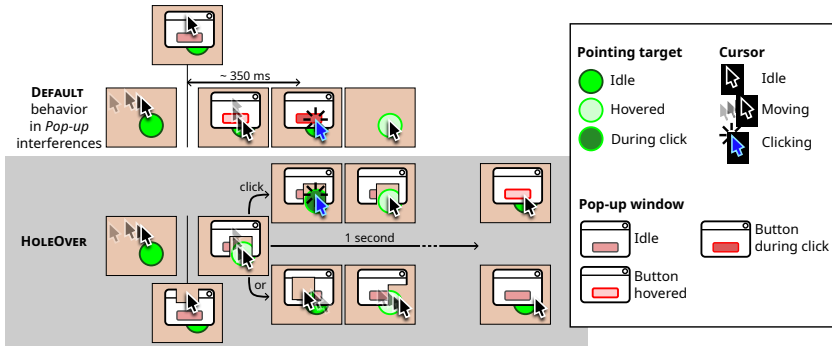 ~ 350 ms
DEFAULT
behavior
in Pop-up
interferences
click
HOLEOVER
1 second
or
Pointing target
Idle
Hovered
During click
Cursor
Idle
Moving
Clicking
Pop-up window
Idle
Button
during click
Button
hovered